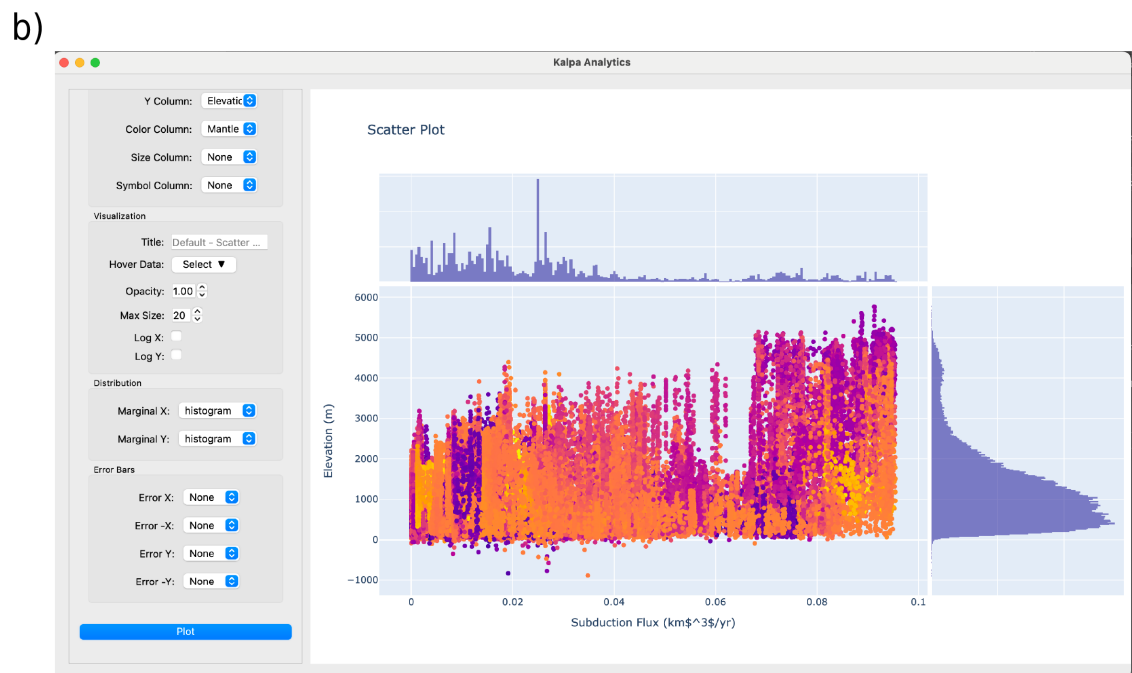 b)
Kalpa Analytics
Y Column: Elevatic
Color Column: Mantle
Size Column: None
Symbol Column: None
Visualization
Title: Default - Scatter ...
Hover Data: Select ▼
Opacity: 1.00
Max Size: 20
Log X:
Log Y:
Distribution
Marginal X: histogram
Marginal Y: histogram
Error Bars
Error X: None
Error -X: None
Error Y: None
Error -Y: None
Plot
Scatter Plot
6000
5000
4000
3000
2000
1000
0
−1000
Elevation (m)
0 0.02 0.04 0.06 0.08 0.1
Subduction Flux (km$^3$/yr)